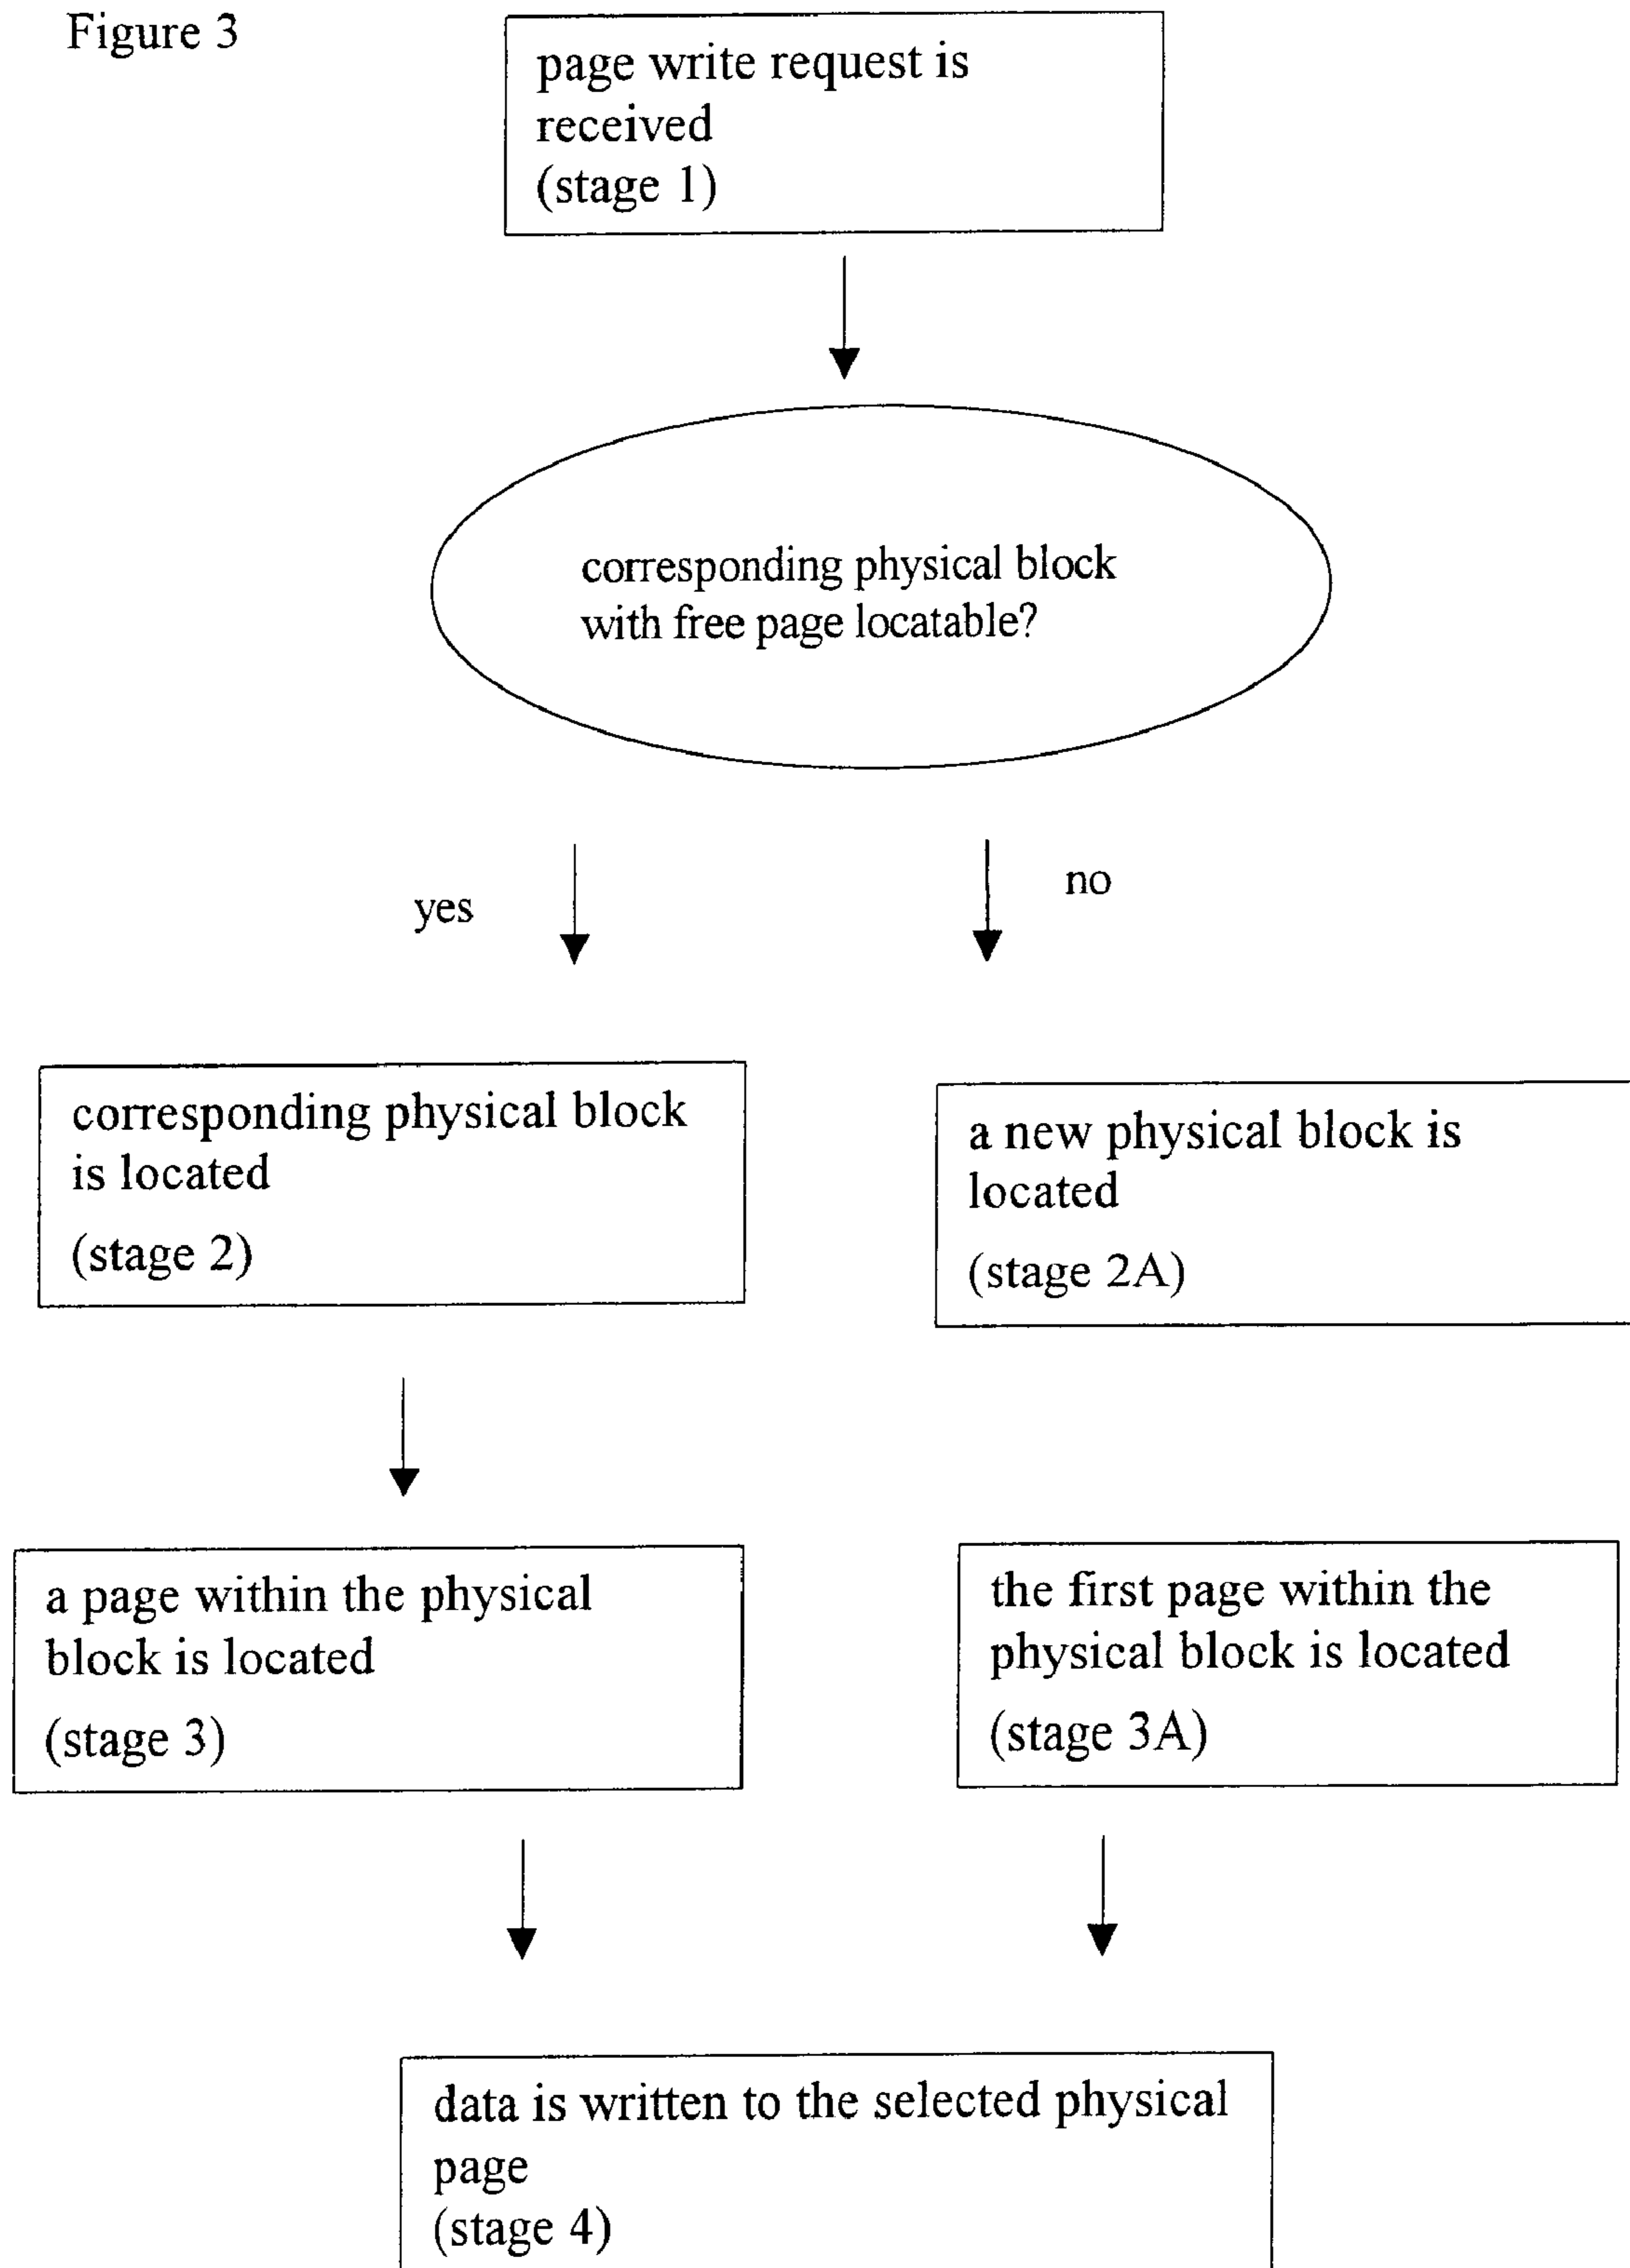 Figure 3
page write request is
received
(stage 1)
corresponding physical block
with free page locatable?
yes
no
corresponding physical block
is located
(stage 2)
a new physical block is
located
(stage 2A)
a page within the physical
block is located
(stage 3)
the first page within the
physical block is located
(stage 3A)
data is written to the selected physical
page
(stage 4)